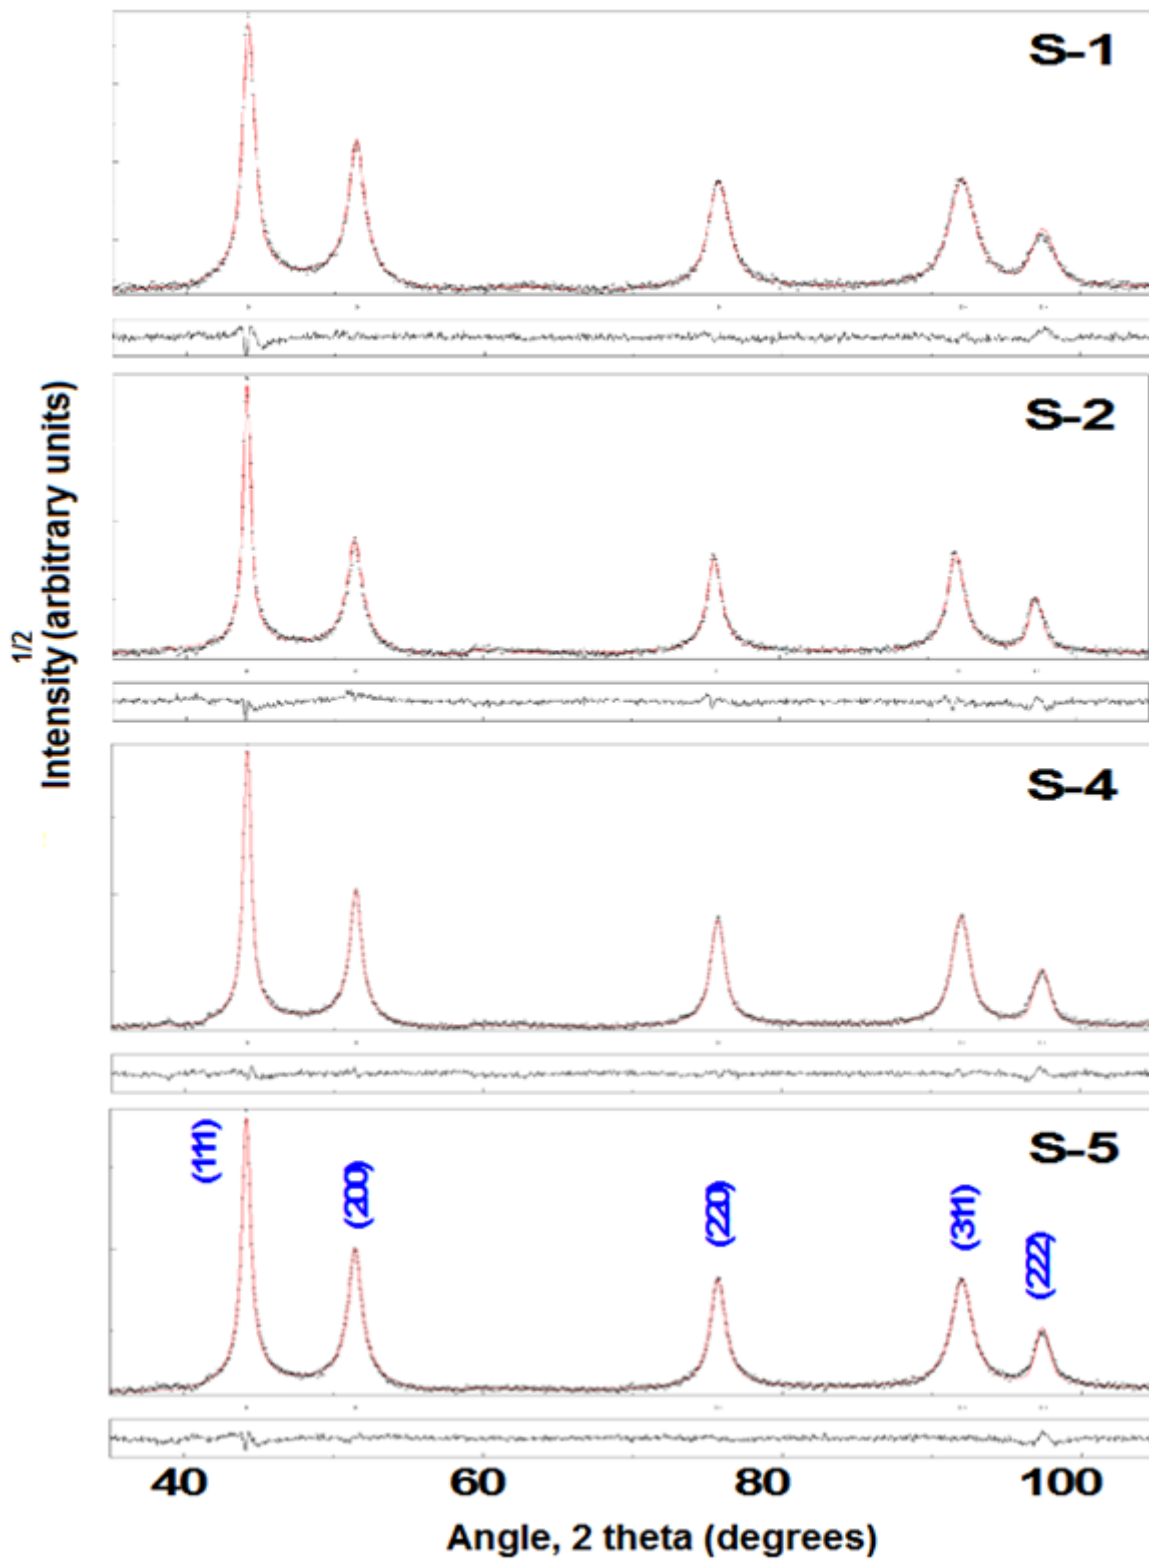 S-1
S-2
1/2
Intensity (arbitrary units)
S-4
S-5
(111)
(200)
(220)
(311)
(222)
40 60 80 100
Angle, 2 theta (degrees)